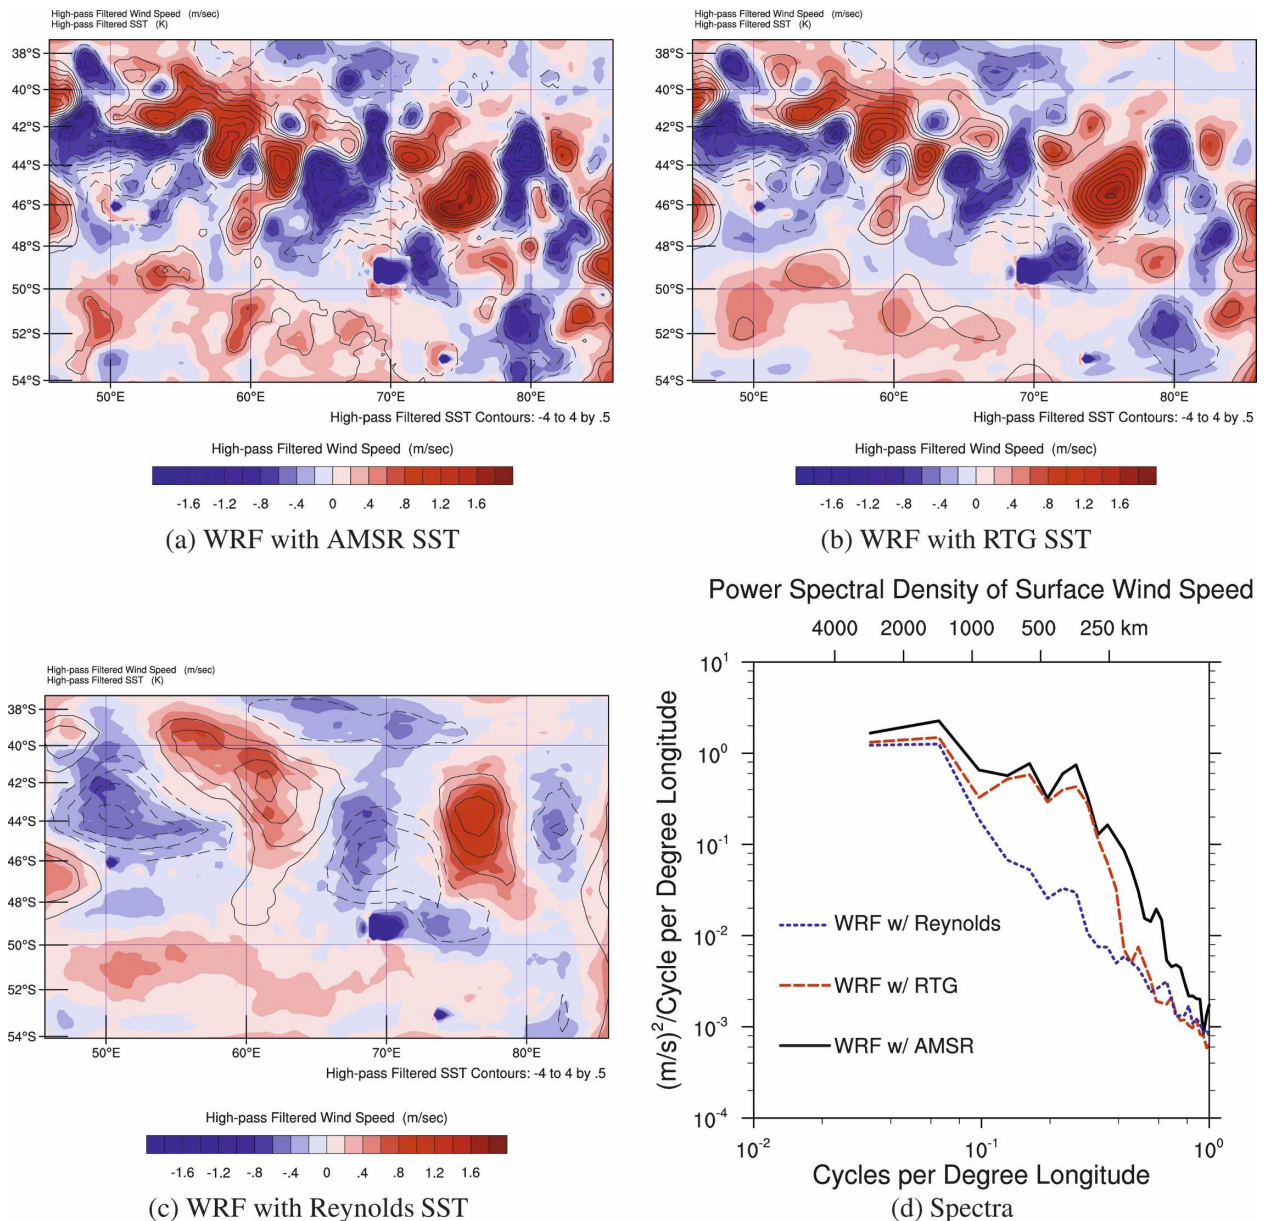 High-pass Filtered Wind Speed (m/sec)
High-pass Filtered SST (K)
38°S
40°S
42°S
44°S
46°S
48°S
50°S
52°S
54°S
50°E 60°E 70°E 80°E
High-pass Filtered SST Contours: -4 to 4 by .5
High-pass Filtered Wind Speed (m/sec)
-1.6 -1.2 -.8 -.4 0 .4 .8 1.2 1.6
(a) WRF with AMSR SST
High-pass Filtered Wind Speed (m/sec)
High-pass Filtered SST (K)
38°S
40°S
42°S
44°S
46°S
48°S
50°S
52°S
54°S
50°E 60°E 70°E 80°E
High-pass Filtered SST Contours: -4 to 4 by .5
High-pass Filtered Wind Speed (m/sec)
-1.6 -1.2 -.8 -.4 0 .4 .8 1.2 1.6
(b) WRF with RTG SST
High-pass Filtered Wind Speed (m/sec)
High-pass Filtered SST (K)
38°S
40°S
42°S
44°S
46°S
48°S
50°S
52°S
54°S
50°E 60°E 70°E 80°E
High-pass Filtered SST Contours: -4 to 4 by .5
High-pass Filtered Wind Speed (m/sec)
-1.6 -1.2 -.8 -.4 0 .4 .8 1.2 1.6
(c) WRF with Reynolds SST
Power Spectral Density of Surface Wind Speed
4000 2000 1000 500 250 km
(m/s)²/Cycle per Degree Longitude
10¹
10⁰
10⁻¹
10⁻²
10⁻³
10⁻⁴
WRF w/ Reynolds
WRF w/ RTG
WRF w/ AMSR
10⁻² 10⁻¹ 10⁰
Cycles per Degree Longitude
(d) Spectra